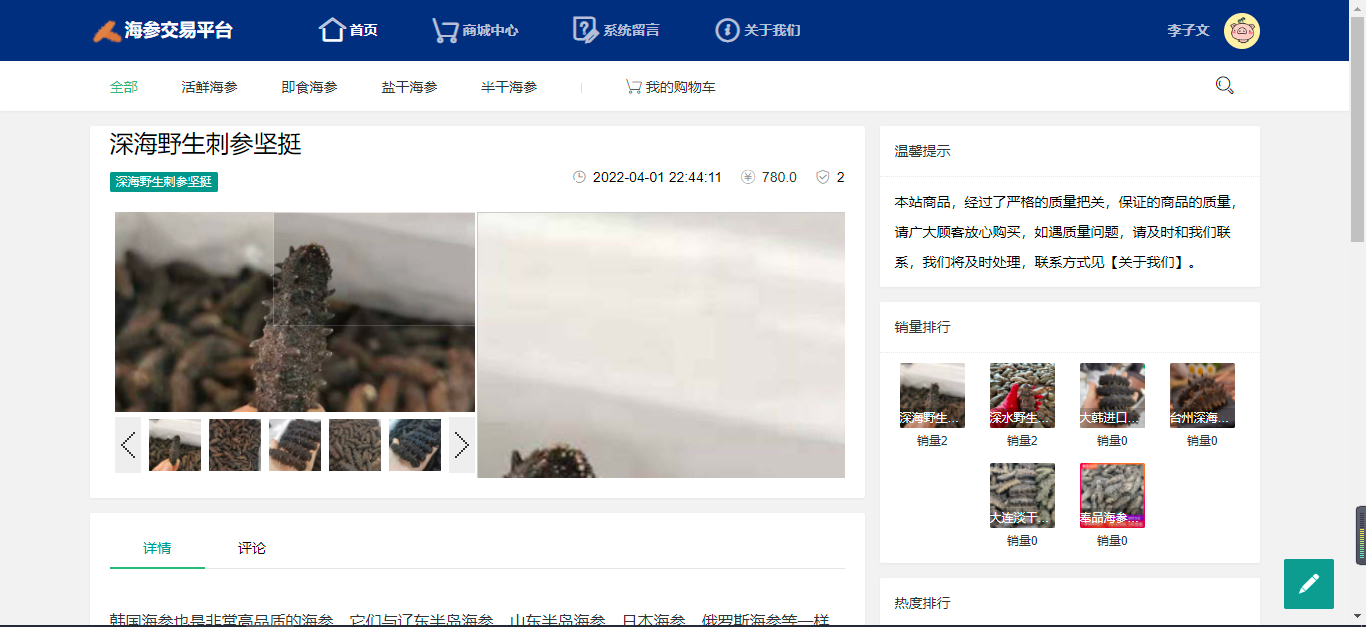 海参交易平台 首页 商城中心 系统留言 关于我们 李子文
全部 活鲜海参 即食海参 盐干海参 半干海参 我的购物车
深海野生刺参坚挺
深海野生刺参坚挺
2022-04-01 22:44:11 780.0 2
温馨提示
本站商品，经过了严格的质量把关，保证的商品的质量，
请广大顾客放心购买，如遇质量问题，请及时和我们联
系，我们将及时处理，联系方式见【关于我们】。
销量排行
深海野生... 深水野生... 大韩进口... 台州深海...
销量2 销量2 销量0 销量0
大连淡干... 奉品海参...
销量0 销量0
详情 评论
热度排行
韩国海参也是非常高品质的海参，它们与辽东半岛海参、山东半岛海参、日本海参、俄罗斯海参等一样